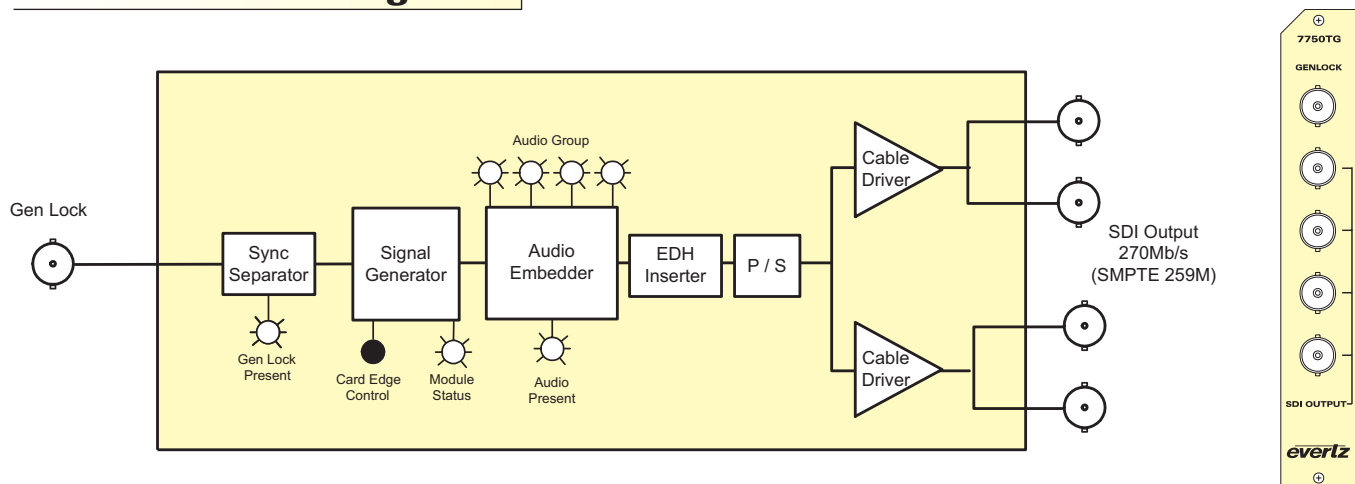 Gen Lock
Sync
Separator
Gen Lock
Present
Signal
Generator
Card Edge
Control
Module
Status
Audio Group
Audio
Embedder
Audio
Present
EDH
Inserter
P / S
Cable
Driver
Cable
Driver
SDI Output
270Mb/s
(SMPTE 259M)
7750TG
GENLOCK
SDI OUTPUT
evertz